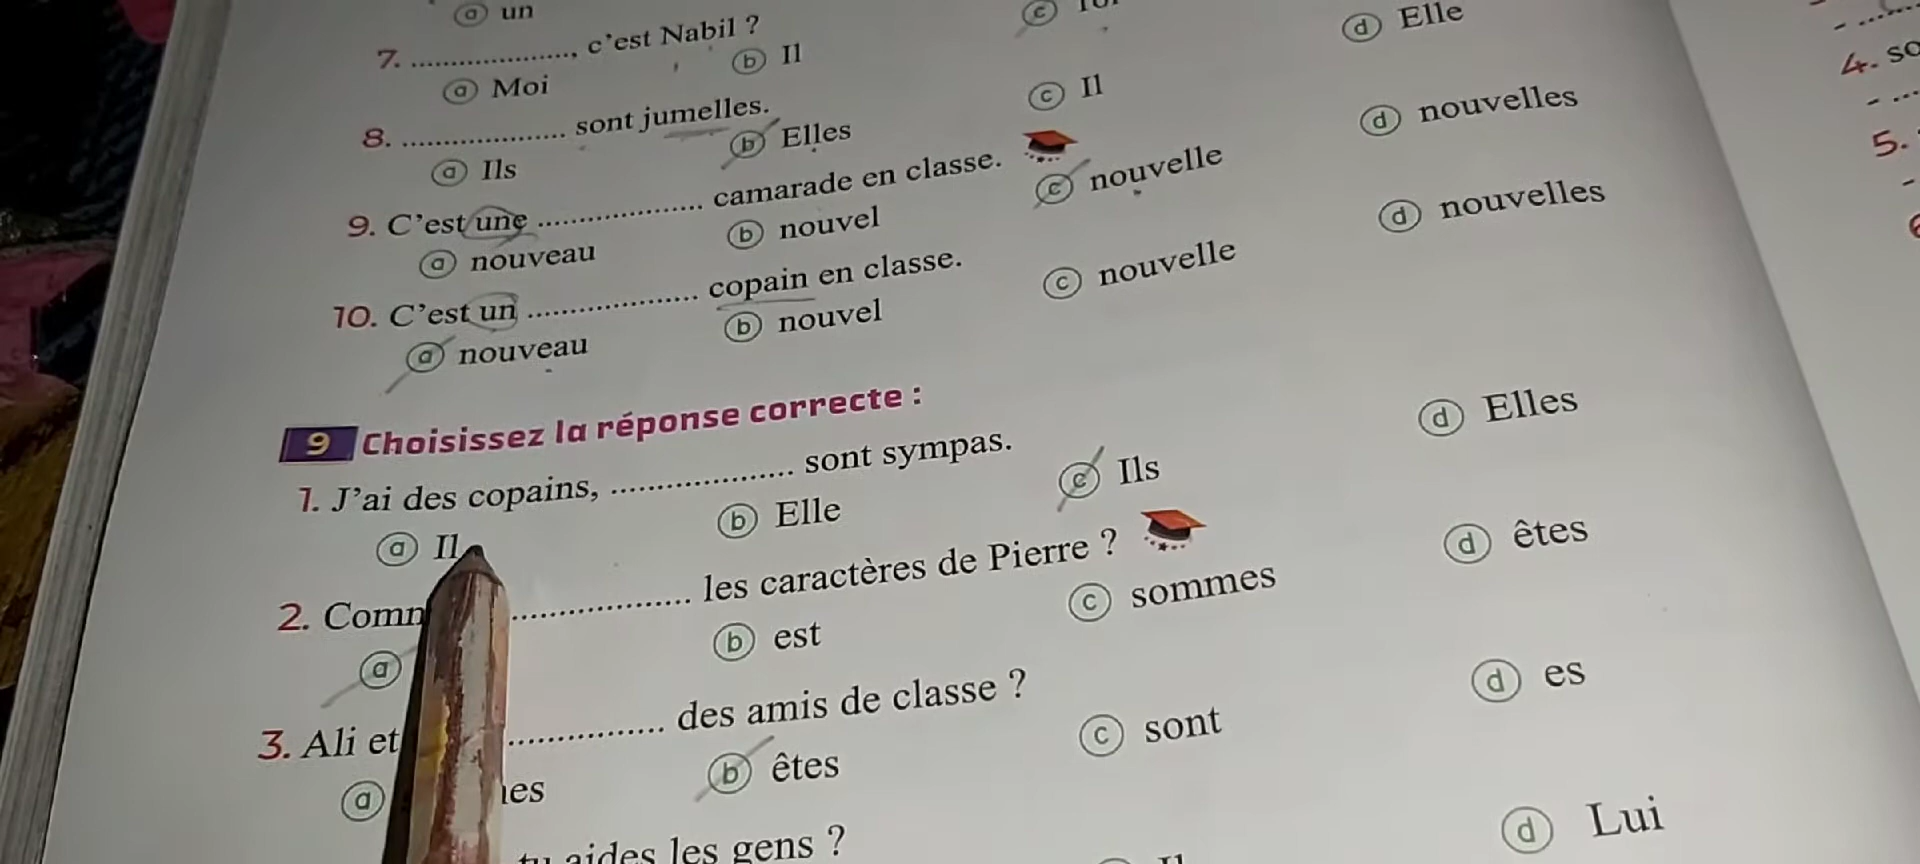 a un
7. .................., c'est Nabil ?
a Moi b Il c d Elle
8. .................. sont jumelles.
a Ils b Elles c Il d nouvelles
9. C'est une .................. camarade en classe.
a nouveau b nouvel c nouvelle d nouvelles
10. C'est un .................. copain en classe.
a nouveau b nouvel c nouvelle
9 Choisissez la réponse correcte :
1. J'ai des copains, .................. sont sympas.
a Il b Elle c Ils d Elles
2. .................. les caractères de Pierre ?
a b est c sommes d êtes
3. Ali et .................. des amis de classe ?
a b êtes c sont d es
tu aides les gens ?
d Lui
4.
5.